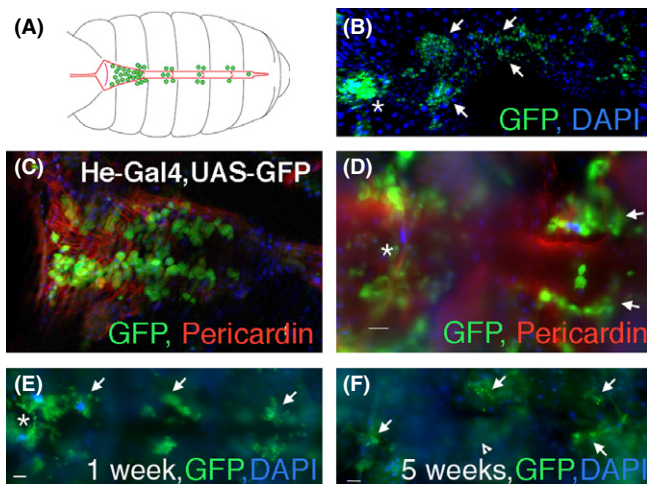 (A)
(B)
*
GFP, DAPI
(C)
He-Gal4,UAS-GFP
GFP, Pericardin
(D)
*
GFP, Pericardin
(E)
*
1 week,GFP,DAPI
(F)
5 weeks,GFP,DAPI